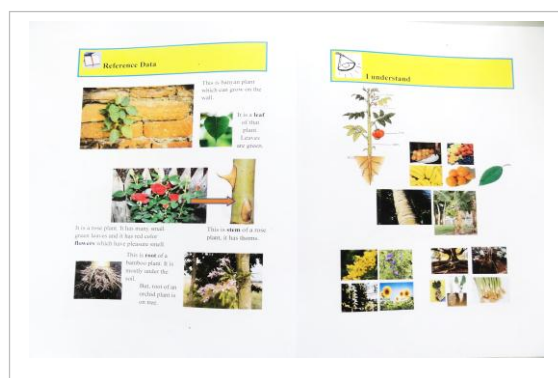 Reference Data
This is banyan plant
which can grow on the
wall.
It is a leaf
of that
plant.
Leaves
are green.
It is a rose plant. It has many small
green leaves and it has red color
flowers which have pleasant smell.
This is stem of a rose
plant, it has thorns.
This is root of a
bamboo plant. It is
mostly under the
soil.
But, root of an
orchid plant is
on tree.
I understand